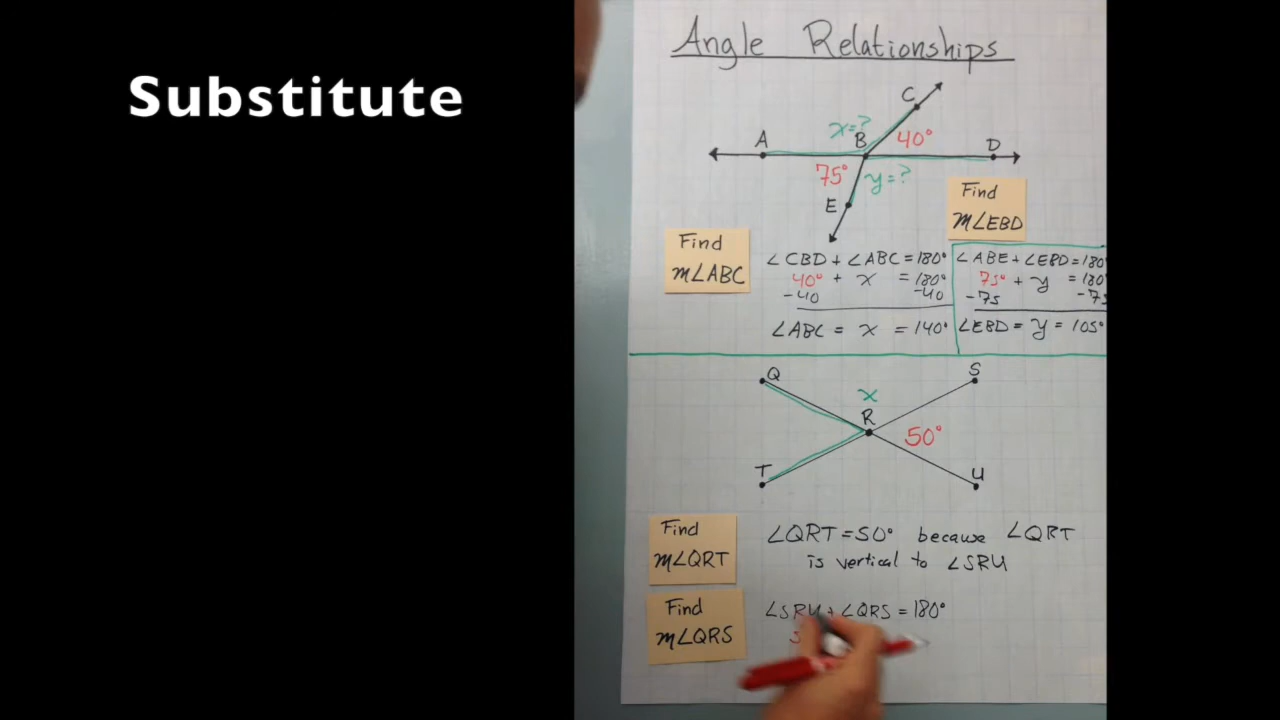 Substitute
Angle Relationships
C
x=?
40°
A
B
D
75°
y=?
E
Find
m∠EBD
Find
m∠ABC
∠CBD + ∠ABC = 180°
40° + x = 180°
-40 -40
∠ABC = x = 140°
∠ABE + ∠EBD = 180°
75° + y = 180°
-75 -75
∠EBD = y = 105°
Q
S
x
R
50°
T
U
Find
m∠QRT
∠QRT = 50° because ∠QRT
is vertical to ∠SRU
Find
m∠QRS
∠SRU + ∠QRS = 180°